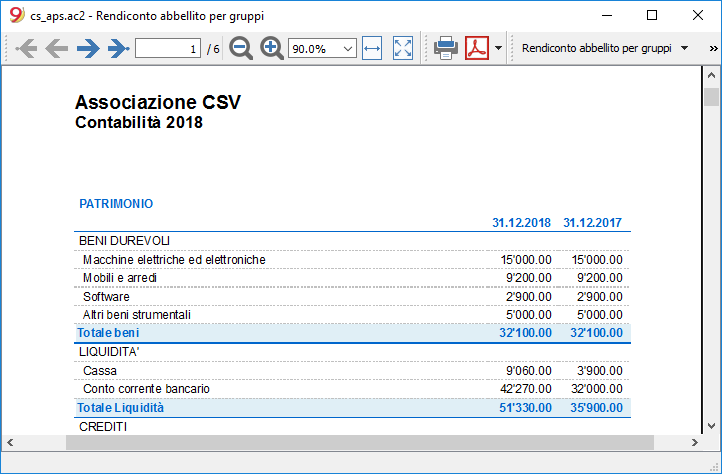 cs_aps.ac2 - Rendiconto abbellito per gruppi
1 / 6 90.0% Rendiconto abbellito per gruppi »
Associazione CSV
Contabilità 2018
PATRIMONIO
31.12.2018 31.12.2017
BENI DUREVOLI
Macchine elettriche ed elettroniche 15'000.00 15'000.00
Mobili e arredi 9'200.00 9'200.00
Software 2'900.00 2'900.00
Altri beni strumentali 5'000.00 5'000.00
Totale beni 32'100.00 32'100.00
LIQUIDITA'
Cassa 9'060.00 3'900.00
Conto corrente bancario 42'270.00 32'000.00
Totale Liquidità 51'330.00 35'900.00
CREDITI